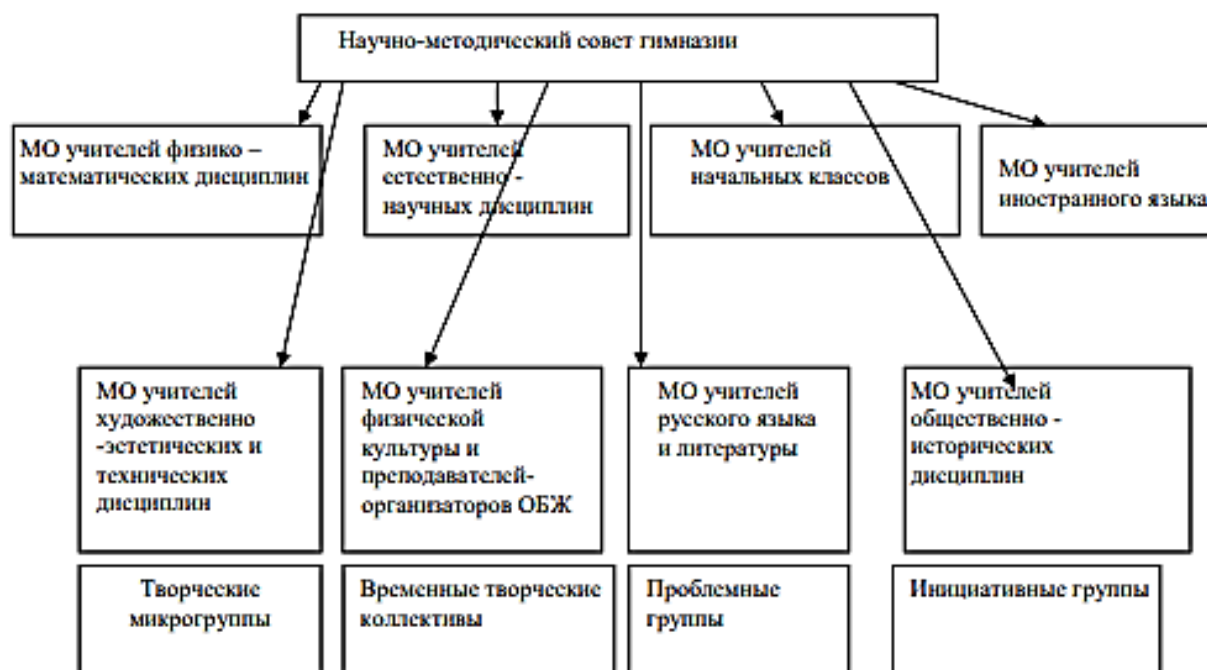 Научно-методический совет гимназии
МО учителей физико –
математических дисциплин
МО учителей
естественно -
научных дисциплин
МО учителей
начальных классов
МО учителей
иностранного языка
МО учителей
художественно
-эстетических и
технических
дисциплин
МО учителей
физической
культуры и
преподавателей-
организаторов ОБЖ
МО учителей
русского языка
и литературы
МО учителей
общественно -
исторических
дисциплин
Творческие
микрогруппы
Временные творческие
коллективы
Проблемные
группы
Инициативные группы